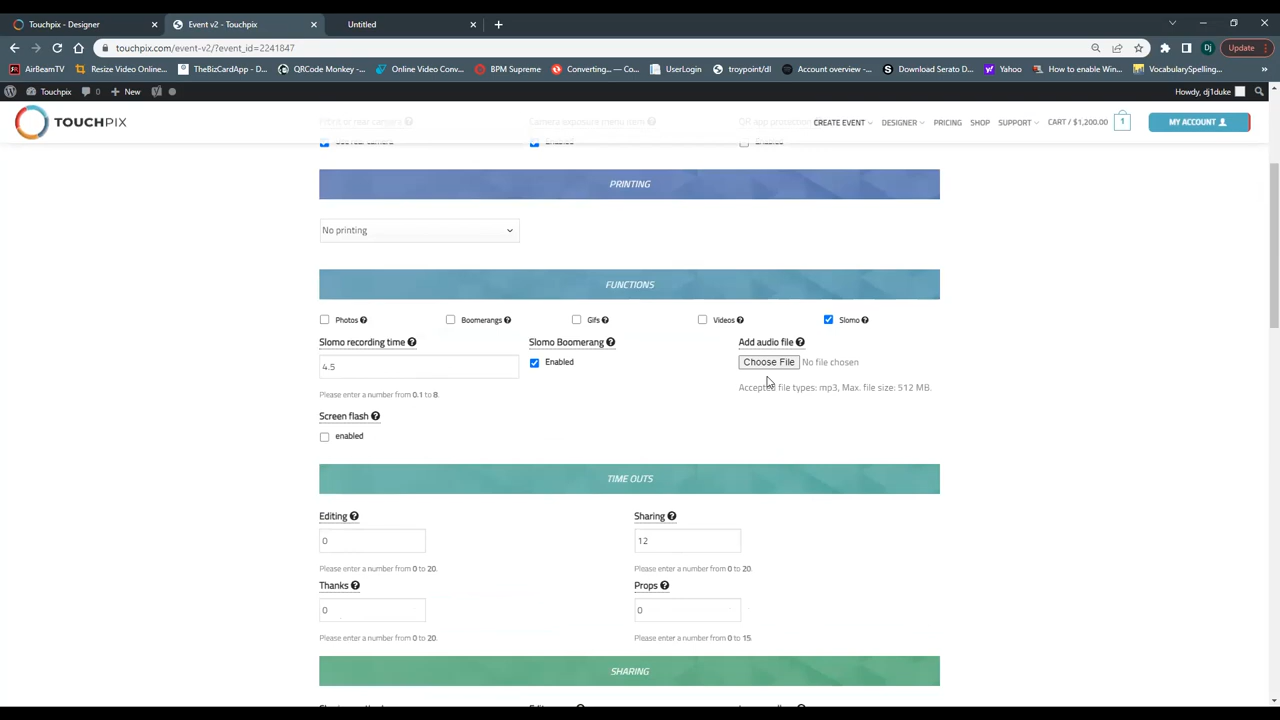 Touchpix - Designer
Event v2 - Touchpix
Untitled
touchpix.com/event-v2/?event_id=2241847
Dj
Update
AirBeamTV
Resize Video Online...
TheBizCardApp - D...
QRCode Monkey -...
Online Video Conv...
BPM Supreme
Converting... — Co...
UserLogin
troypoint/dl
Account overview -...
Download Serato D...
Yahoo
How to enable Win...
VocabularySpelling...
Touchpix
0
New
Howdy, dj1duke
TOUCHPIX
CREATE EVENT
DESIGNER
PRICING
SHOP
SUPPORT
CART / $1,200.00
1
MY ACCOUNT
Camera exposure menu item
Enabled
Enabled
PRINTING
No printing
FUNCTIONS
Photos
Boomerangs
Gifs
Videos
Slomo
Slomo recording time
Slomo Boomerang
Add audio file
4.5
Enabled
Choose File No file chosen
Please enter a number from 0.1 to 8.
Accepted file types: mp3, Max. file size: 512 MB.
Screen flash
enabled
TIME OUTS
Editing
Sharing
0
12
Please enter a number from 0 to 20.
Please enter a number from 0 to 20.
Thanks
Props
0
0
Please enter a number from 0 to 20.
Please enter a number from 0 to 15.
SHARING